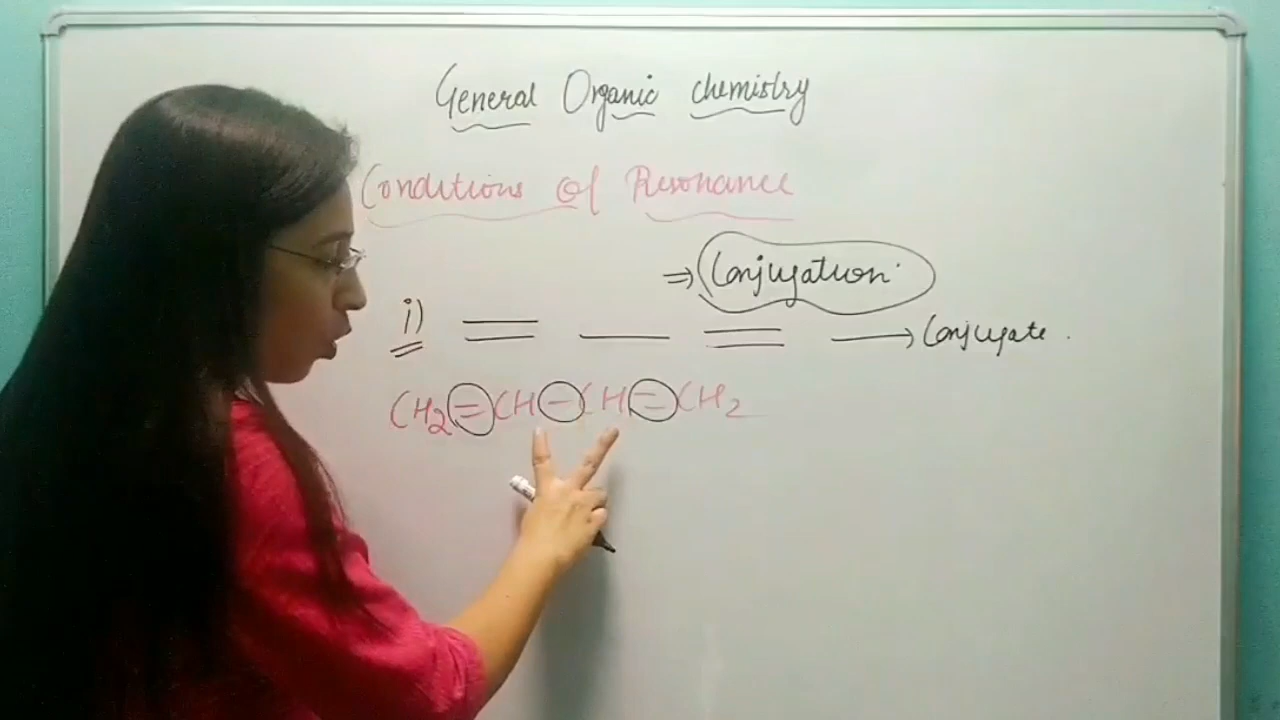 General Organic chemistry
Conditions of Resonance
⇒ Conjugation
i) = — = → Conjugate.
CH2=CH-CH=CH2